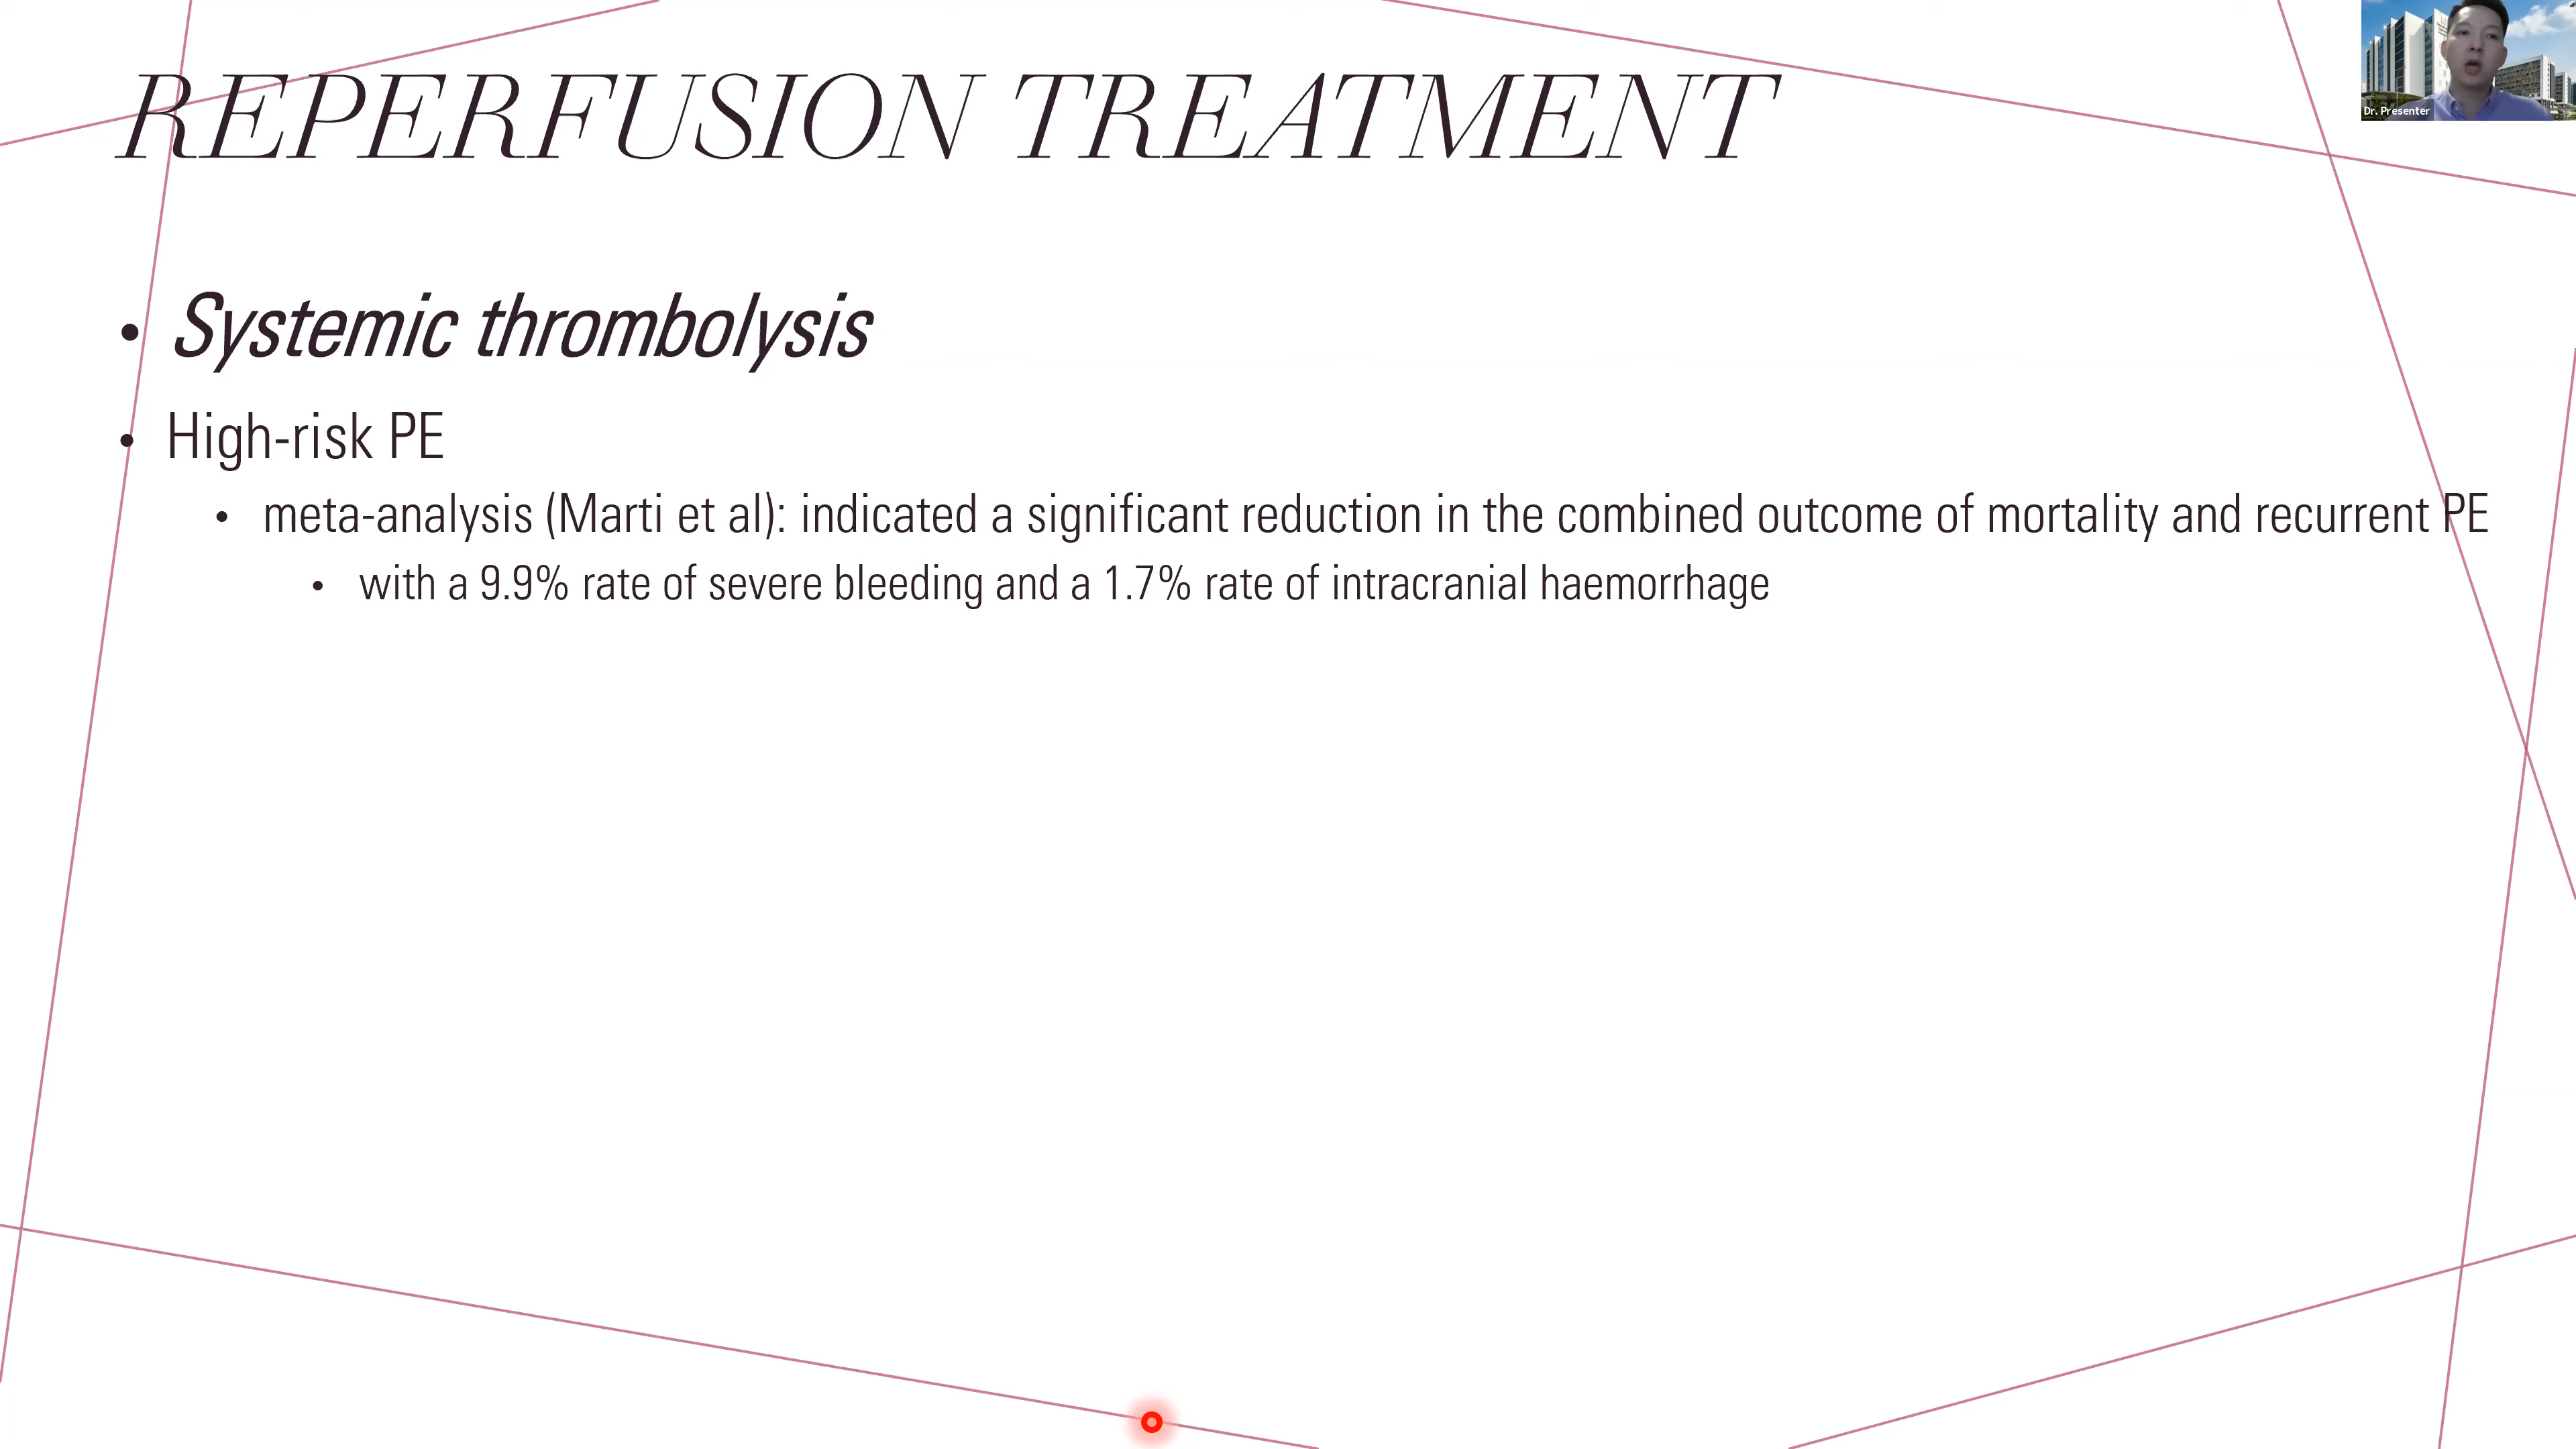 Dr. Presenter
REPERFUSION TREATMENT
• Systemic thrombolysis
• High-risk PE
• meta-analysis (Marti et al): indicated a significant reduction in the combined outcome of mortality and recurrent PE
• with a 9.9% rate of severe bleeding and a 1.7% rate of intracranial haemorrhage